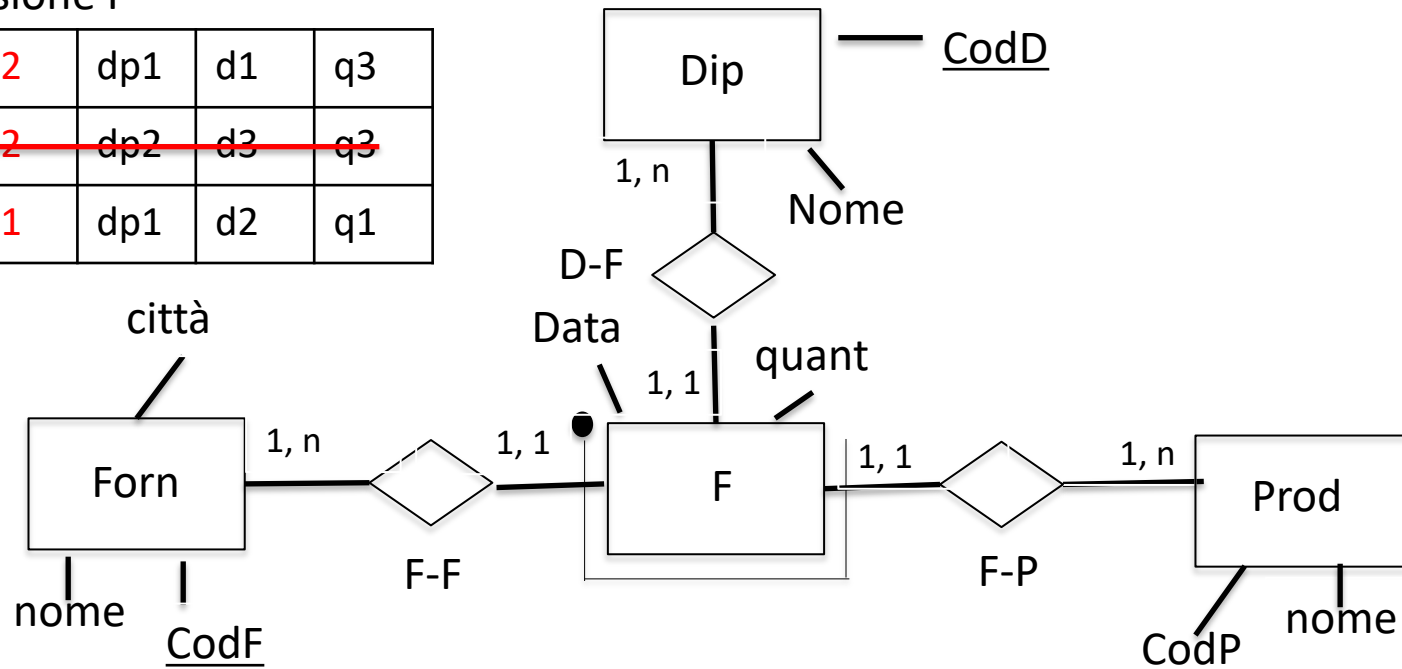 2 dp1 d1 q3
2 dp2 d3 q3
1 dp1 d2 q1
Dip
CodD
1, n
Nome
D-F
Data
quant
1, 1
città
Forn
1, n
1, 1
F
1, 1
1, n
Prod
F-F
F-P
nome
CodF
CodP
nome